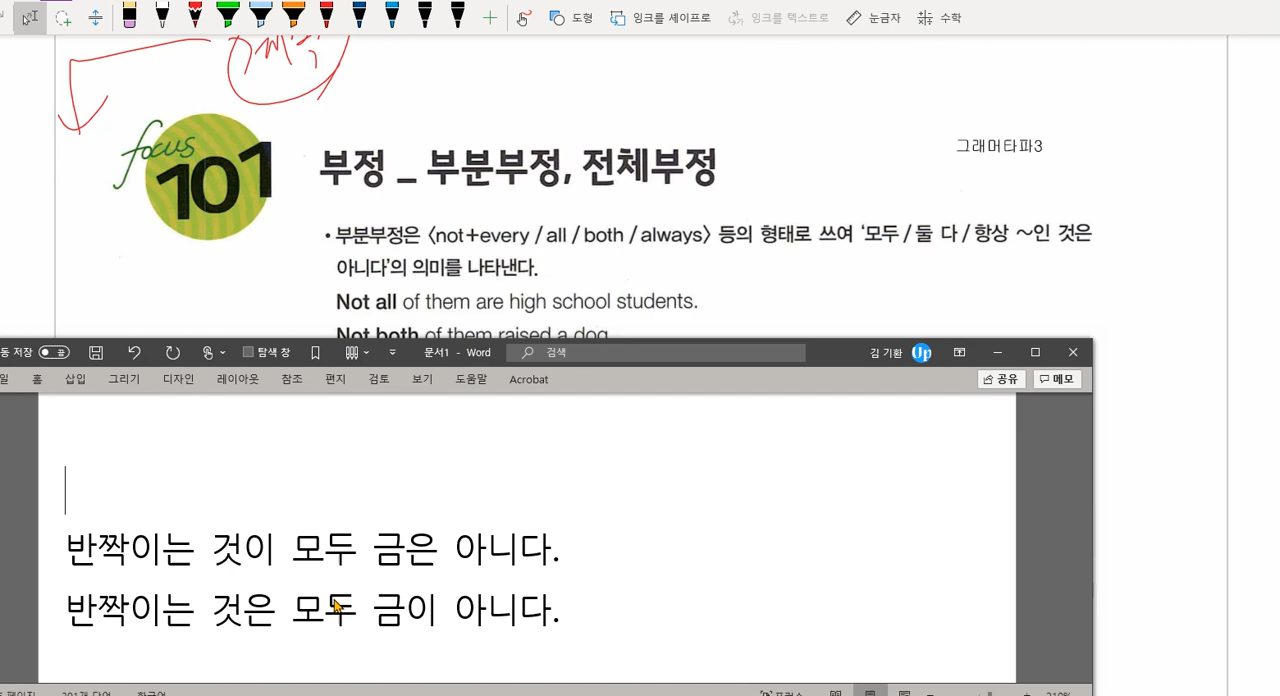 도형 잉크를 셰이프로 잉크를 텍스트로 눈금자 수학
focus
101
부정 _ 부분부정, 전체부정
그래머타파3
• 부분부정은 〈not+every / all / both / always〉 등의 형태로 쓰여 ‘모두 / 둘 다 / 항상 ~인 것은
아니다’의 의미를 나타낸다.
Not all of them are high school students.
Not both of them raised a dog.
동 저장 탐색 창 문서1 - Word 검색 김 기환 Up
일 홈 삽입 그리기 디자인 레이아웃 참조 편지 검토 보기 도움말 Acrobat 공유 메모
반짝이는 것이 모두 금은 아니다.
반짝이는 것은 모두 금이 아니다.
한국어